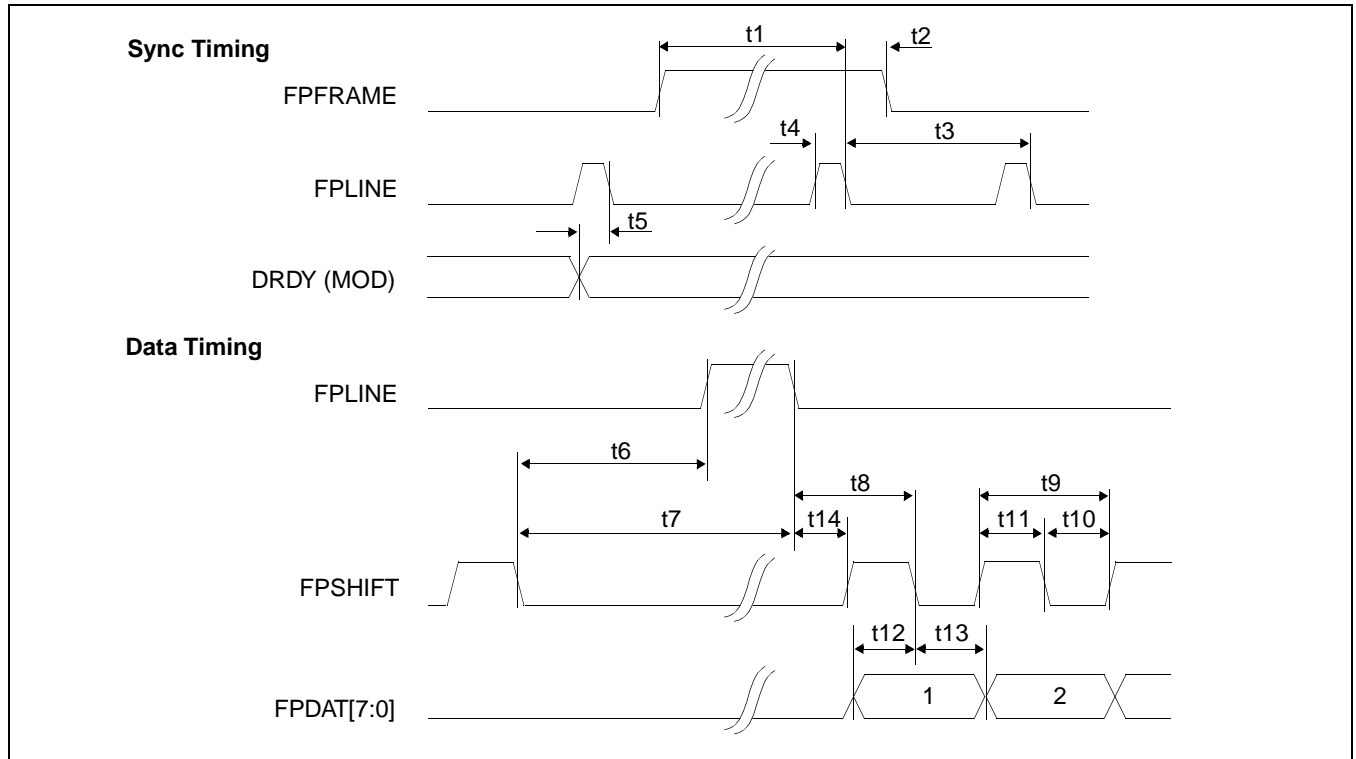 Sync Timing
t1
t2
FPFRAME
t4
t3
FPLINE
t5
DRDY (MOD)
Data Timing
FPLINE
t6
t8
t9
t7
t14
t11
t10
FPSHIFT
t12
t13
FPDAT[7:0]
1
2